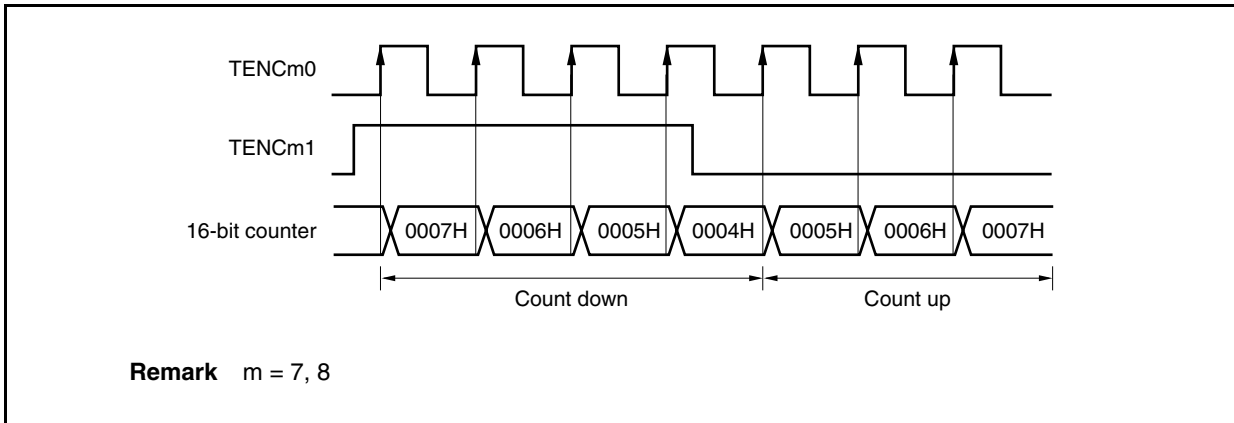 TENCm0
TENCm1
16-bit counter 0007H 0006H 0005H 0004H 0005H 0006H 0007H
Count down Count up
Remark m = 7, 8